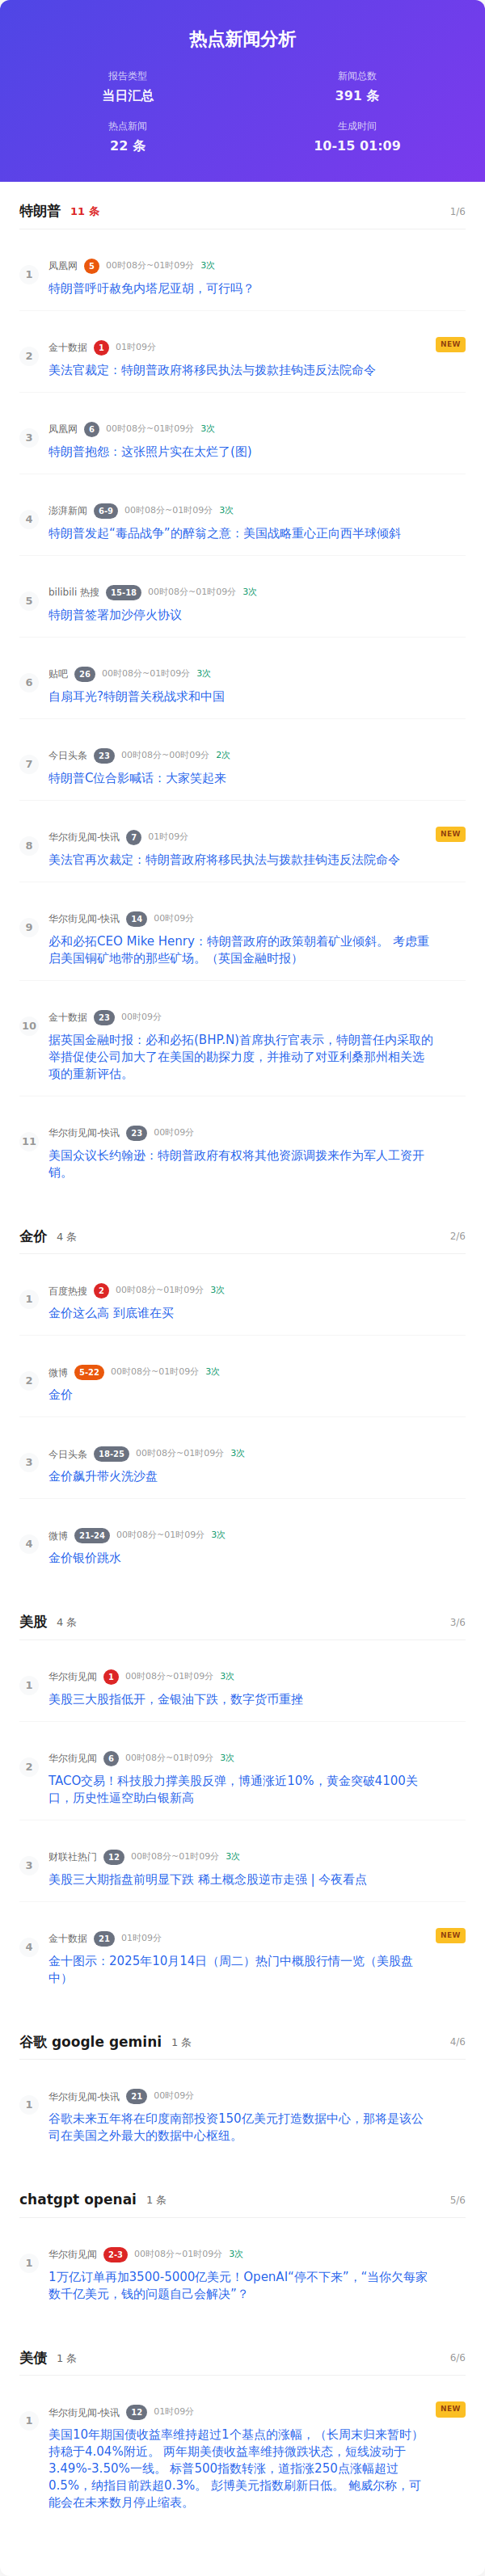 热点新闻分析
报告类型
当日汇总
新闻总数
391 条
热点新闻
22 条
生成时间
10-15 01:09
特朗普 11 条 1/6
1
凤凰网 5 00时08分~01时09分 3次
特朗普呼吁赦免内塔尼亚胡，可行吗？
2
金十数据 1 01时09分 NEW
美法官裁定：特朗普政府将移民执法与拨款挂钩违反法院命令
3
凤凰网 6 00时08分~01时09分 3次
特朗普抱怨：这张照片实在太烂了(图)
4
澎湃新闻 6-9 00时08分~01时09分 3次
特朗普发起“毒品战争”的醉翁之意：美国战略重心正向西半球倾斜
5
bilibili 热搜 15-18 00时08分~01时09分 3次
特朗普签署加沙停火协议
6
贴吧 26 00时08分~01时09分 3次
自扇耳光?特朗普关税战求和中国
7
今日头条 23 00时08分~00时09分 2次
特朗普C位合影喊话：大家笑起来
8
华尔街见闻-快讯 7 01时09分 NEW
美法官再次裁定：特朗普政府将移民执法与拨款挂钩违反法院命令
9
华尔街见闻-快讯 14 00时09分
必和必拓CEO Mike Henry：特朗普政府的政策朝着矿业倾斜。 考虑重
启美国铜矿地带的那些矿场。（英国金融时报）
10
金十数据 23 00时09分
据英国金融时报：必和必拓(BHP.N)首席执行官表示，特朗普任内采取的
举措促使公司加大了在美国的勘探力度，并推动了对亚利桑那州相关选
项的重新评估。
11
华尔街见闻-快讯 23 00时09分
美国众议长约翰逊：特朗普政府有权将其他资源调拨来作为军人工资开
销。
金价 4 条 2/6
1
百度热搜 2 00时08分~01时09分 3次
金价这么高 到底谁在买
2
微博 5-22 00时08分~01时09分 3次
金价
3
今日头条 18-25 00时08分~01时09分 3次
金价飙升带火洗沙盘
4
微博 21-24 00时08分~01时09分 3次
金价银价跳水
美股 4 条 3/6
1
华尔街见闻 1 00时08分~01时09分 3次
美股三大股指低开，金银油下跌，数字货币重挫
2
华尔街见闻 6 00时08分~01时09分 3次
TACO交易！科技股力撑美股反弹，博通涨近10%，黄金突破4100关
口，历史性逼空助白银新高
3
财联社热门 12 00时08分~01时09分 3次
美股三大期指盘前明显下跌 稀土概念股逆市走强 | 今夜看点
4
金十数据 21 01时09分 NEW
金十图示：2025年10月14日（周二）热门中概股行情一览（美股盘
中）
谷歌 google gemini 1 条 4/6
1
华尔街见闻-快讯 21 00时09分
谷歌未来五年将在印度南部投资150亿美元打造数据中心，那将是该公
司在美国之外最大的数据中心枢纽。
chatgpt openai 1 条 5/6
1
华尔街见闻 2-3 00时08分~01时09分 3次
1万亿订单再加3500-5000亿美元！OpenAI“停不下来”，“当你欠每家
数千亿美元，钱的问题自己会解决”？
美债 1 条 6/6
1
华尔街见闻-快讯 12 01时09分 NEW
美国10年期国债收益率维持超过1个基点的涨幅，（长周末归来暂时）
持稳于4.04%附近。 两年期美债收益率维持微跌状态，短线波动于
3.49%-3.50%一线。 标普500指数转涨，道指涨250点涨幅超过
0.5%，纳指目前跌超0.3%。 彭博美元指数刷新日低。 鲍威尔称，可
能会在未来数月停止缩表。